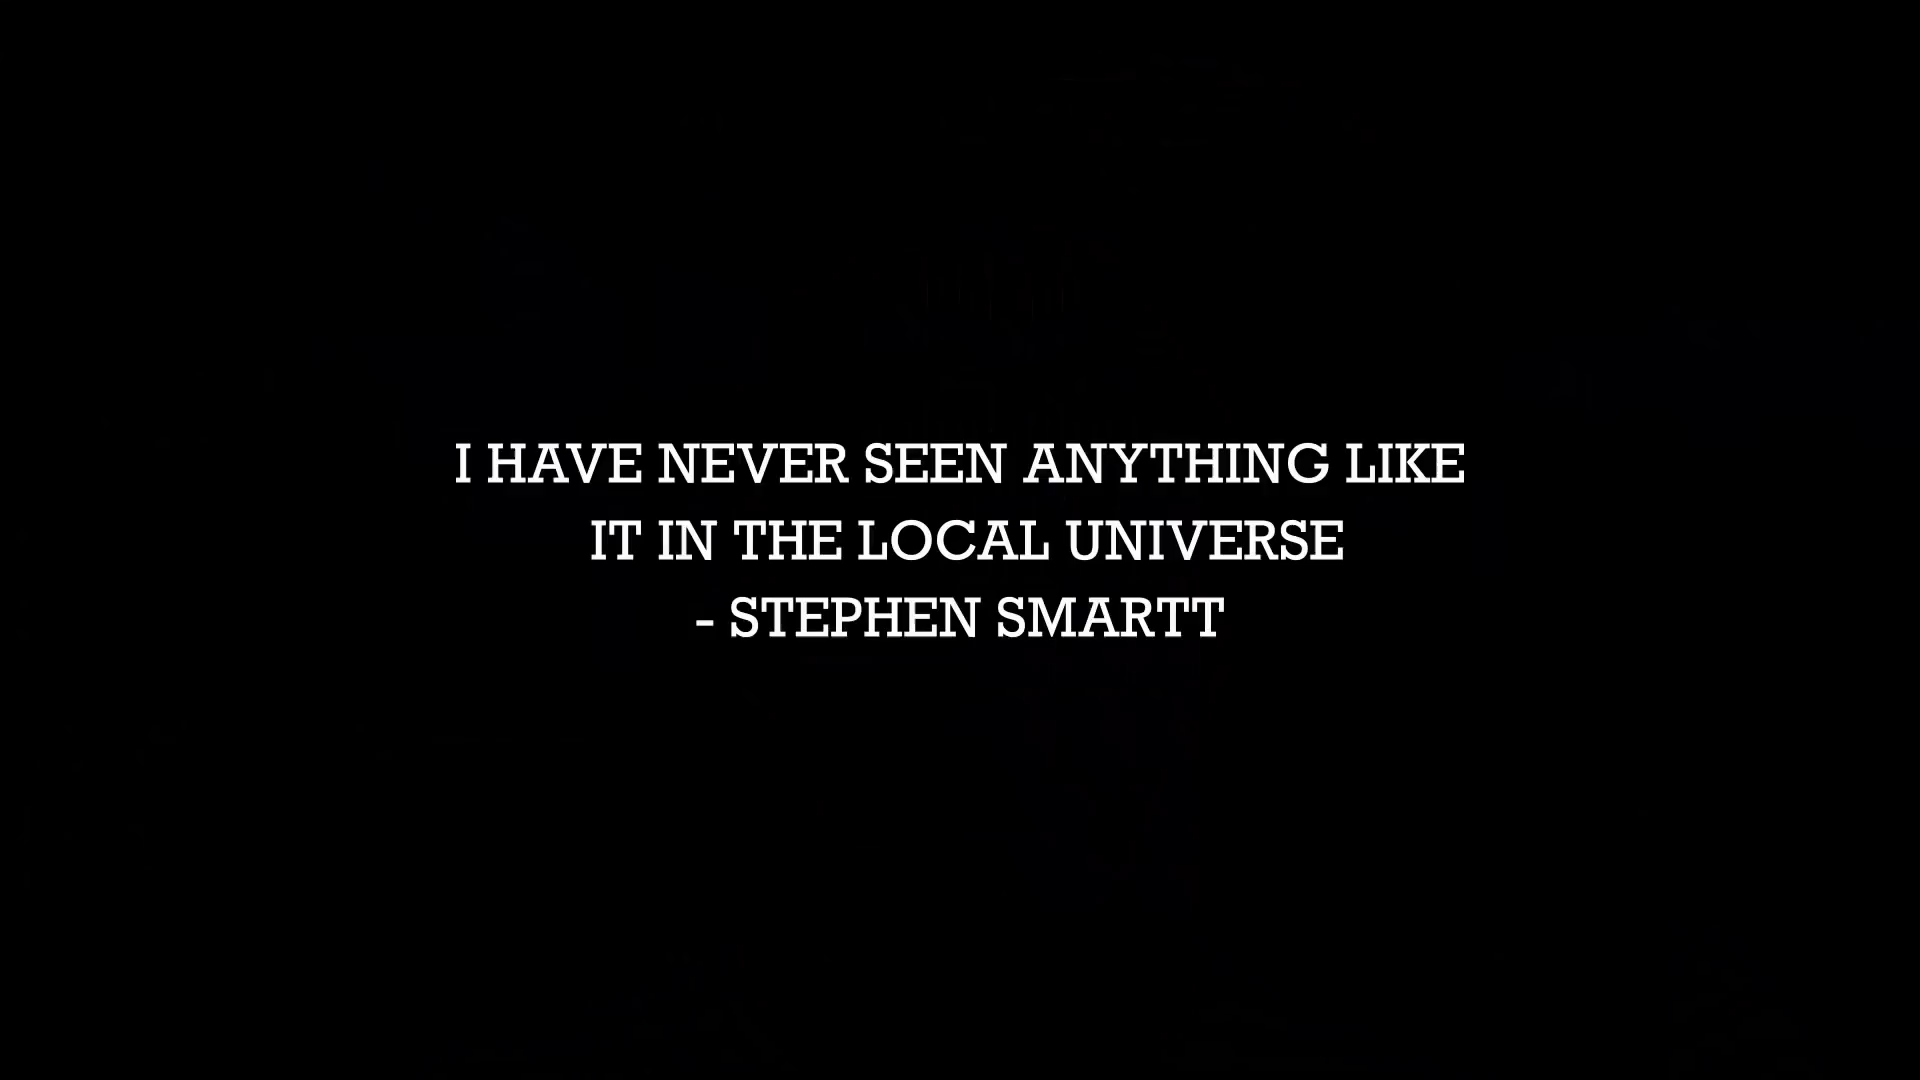 I HAVE NEVER SEEN ANYTHING LIKE
IT IN THE LOCAL UNIVERSE
- STEPHEN SMARTT